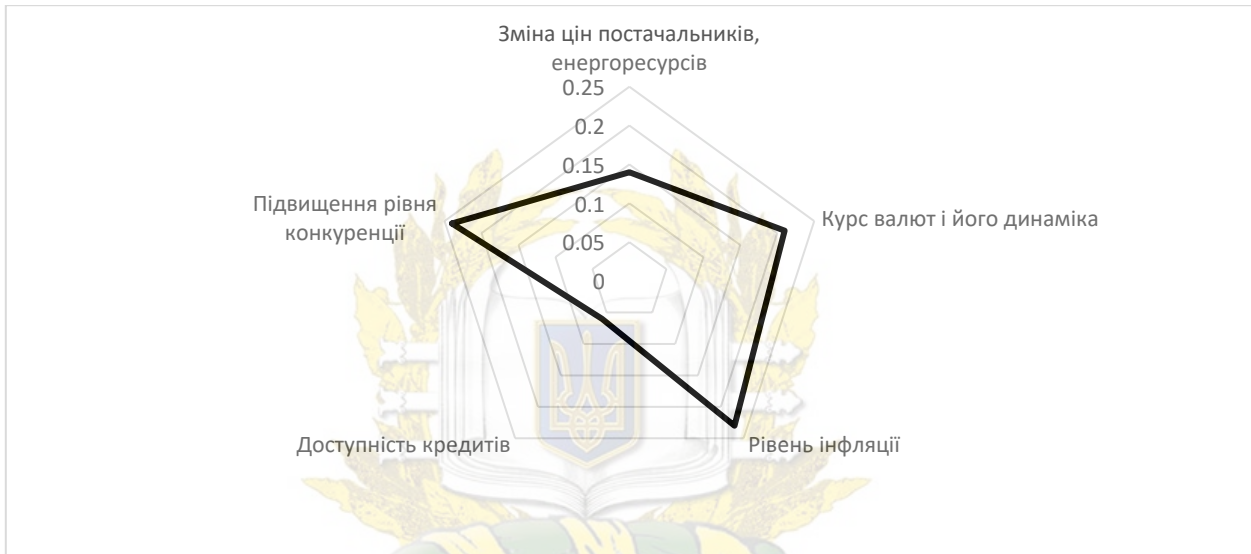 Зміна цін постачальників,
енергоресурсів
0.25
0.2
0.15
0.1
0.05
0
Курс валют і його динаміка
Рівень інфляції
Доступність кредитів
Підвищення рівня
конкуренції